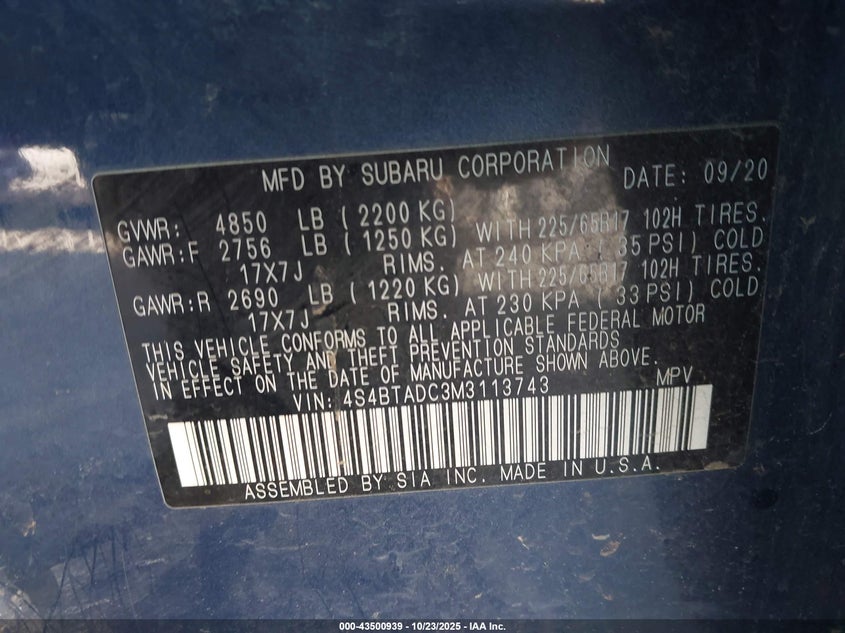 MFD BY SUBARU CORPORATION DATE: 09/20
GVWR: 4850 LB (2200 KG)
GAWR:F 2756 LB (1250 KG) WITH 225/65R17 102H TIRES.
17X7J RIMS. AT 240 KPA (35 PSI) COLD
GAWR:R 2690 LB (1220 KG) WITH 225/65R17 102H TIRES.
17X7J RIMS. AT 230 KPA (33 PSI) COLD
THIS VEHICLE CONFORMS TO ALL APPLICABLE FEDERAL MOTOR
VEHICLE SAFETY AND THEFT PREVENTION STANDARDS
IN EFFECT ON THE DATE OF MANUFACTURE SHOWN ABOVE.
VIN: 4S4BTADC3M3113743 MPV
ASSEMBLED BY SIA INC. MADE IN U.S.A.
000-43500939 - 10/23/2025 - IAA Inc.